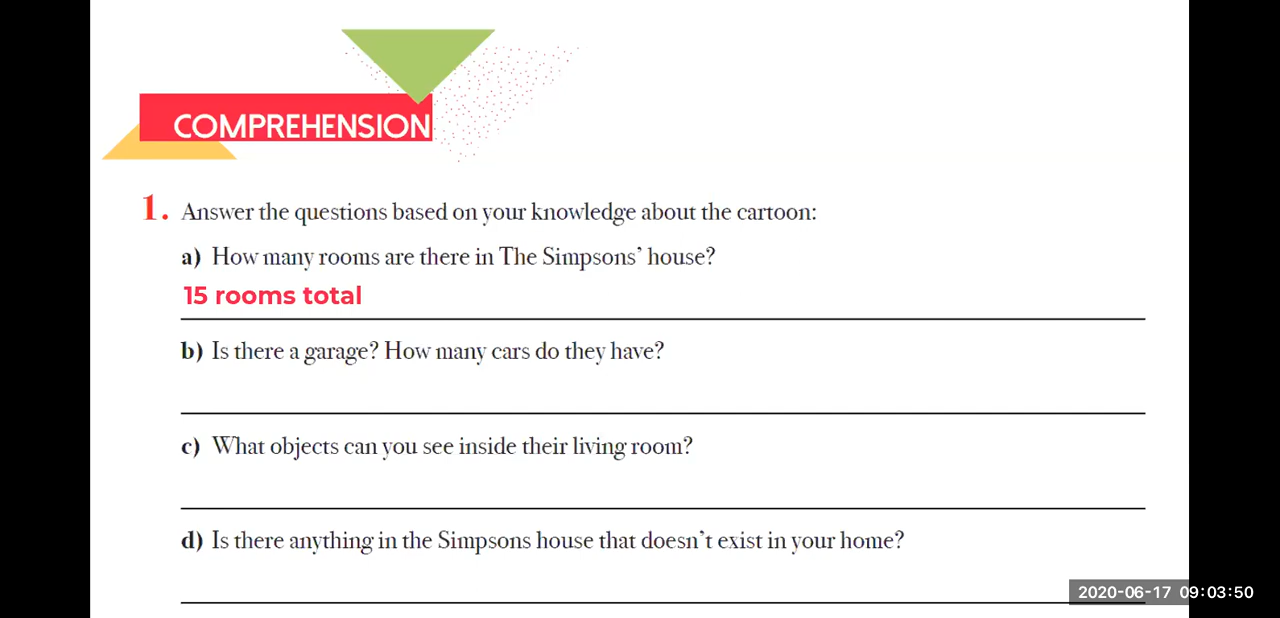 COMPREHENSION
1. Answer the questions based on your knowledge about the cartoon:
a) How many rooms are there in The Simpsons’ house?
15 rooms total
b) Is there a garage? How many cars do they have?
c) What objects can you see inside their living room?
d) Is there anything in the Simpsons house that doesn’t exist in your home?
2020-06-17 09:03:50